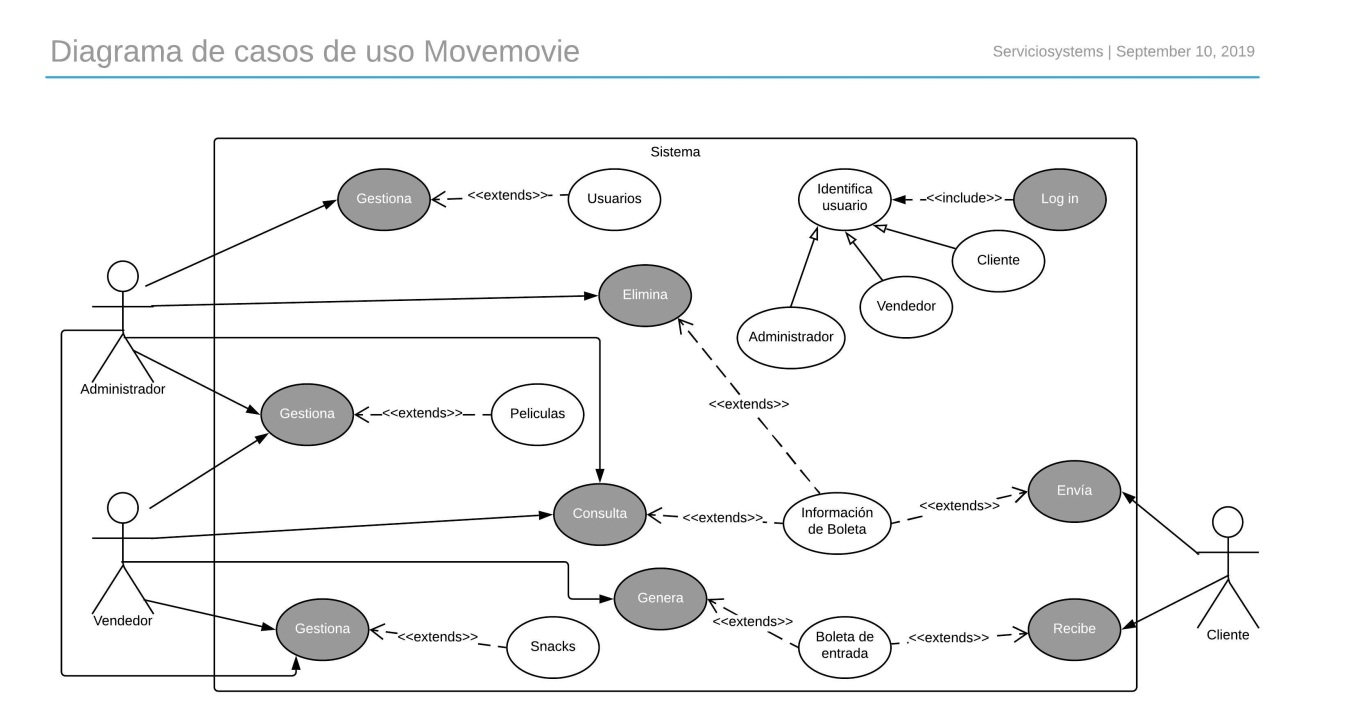 Diagrama de casos de uso Movemovie
Serviciosystems | September 10, 2019
Sistema
Gestiona
<<extends>>
Usuarios
Identifica
usuario
<<include>>
Log in
Cliente
Vendedor
Administrador
Elimina
<<extends>>
Administrador
Gestiona
<<extends>>
Peliculas
Consulta
<<extends>>
Información
de Boleta
<<extends>>
Envía
Vendedor
Gestiona
<<extends>>
Snacks
Genera
<<extends>>
Boleta de
entrada
<<extends>>
Recibe
Cliente